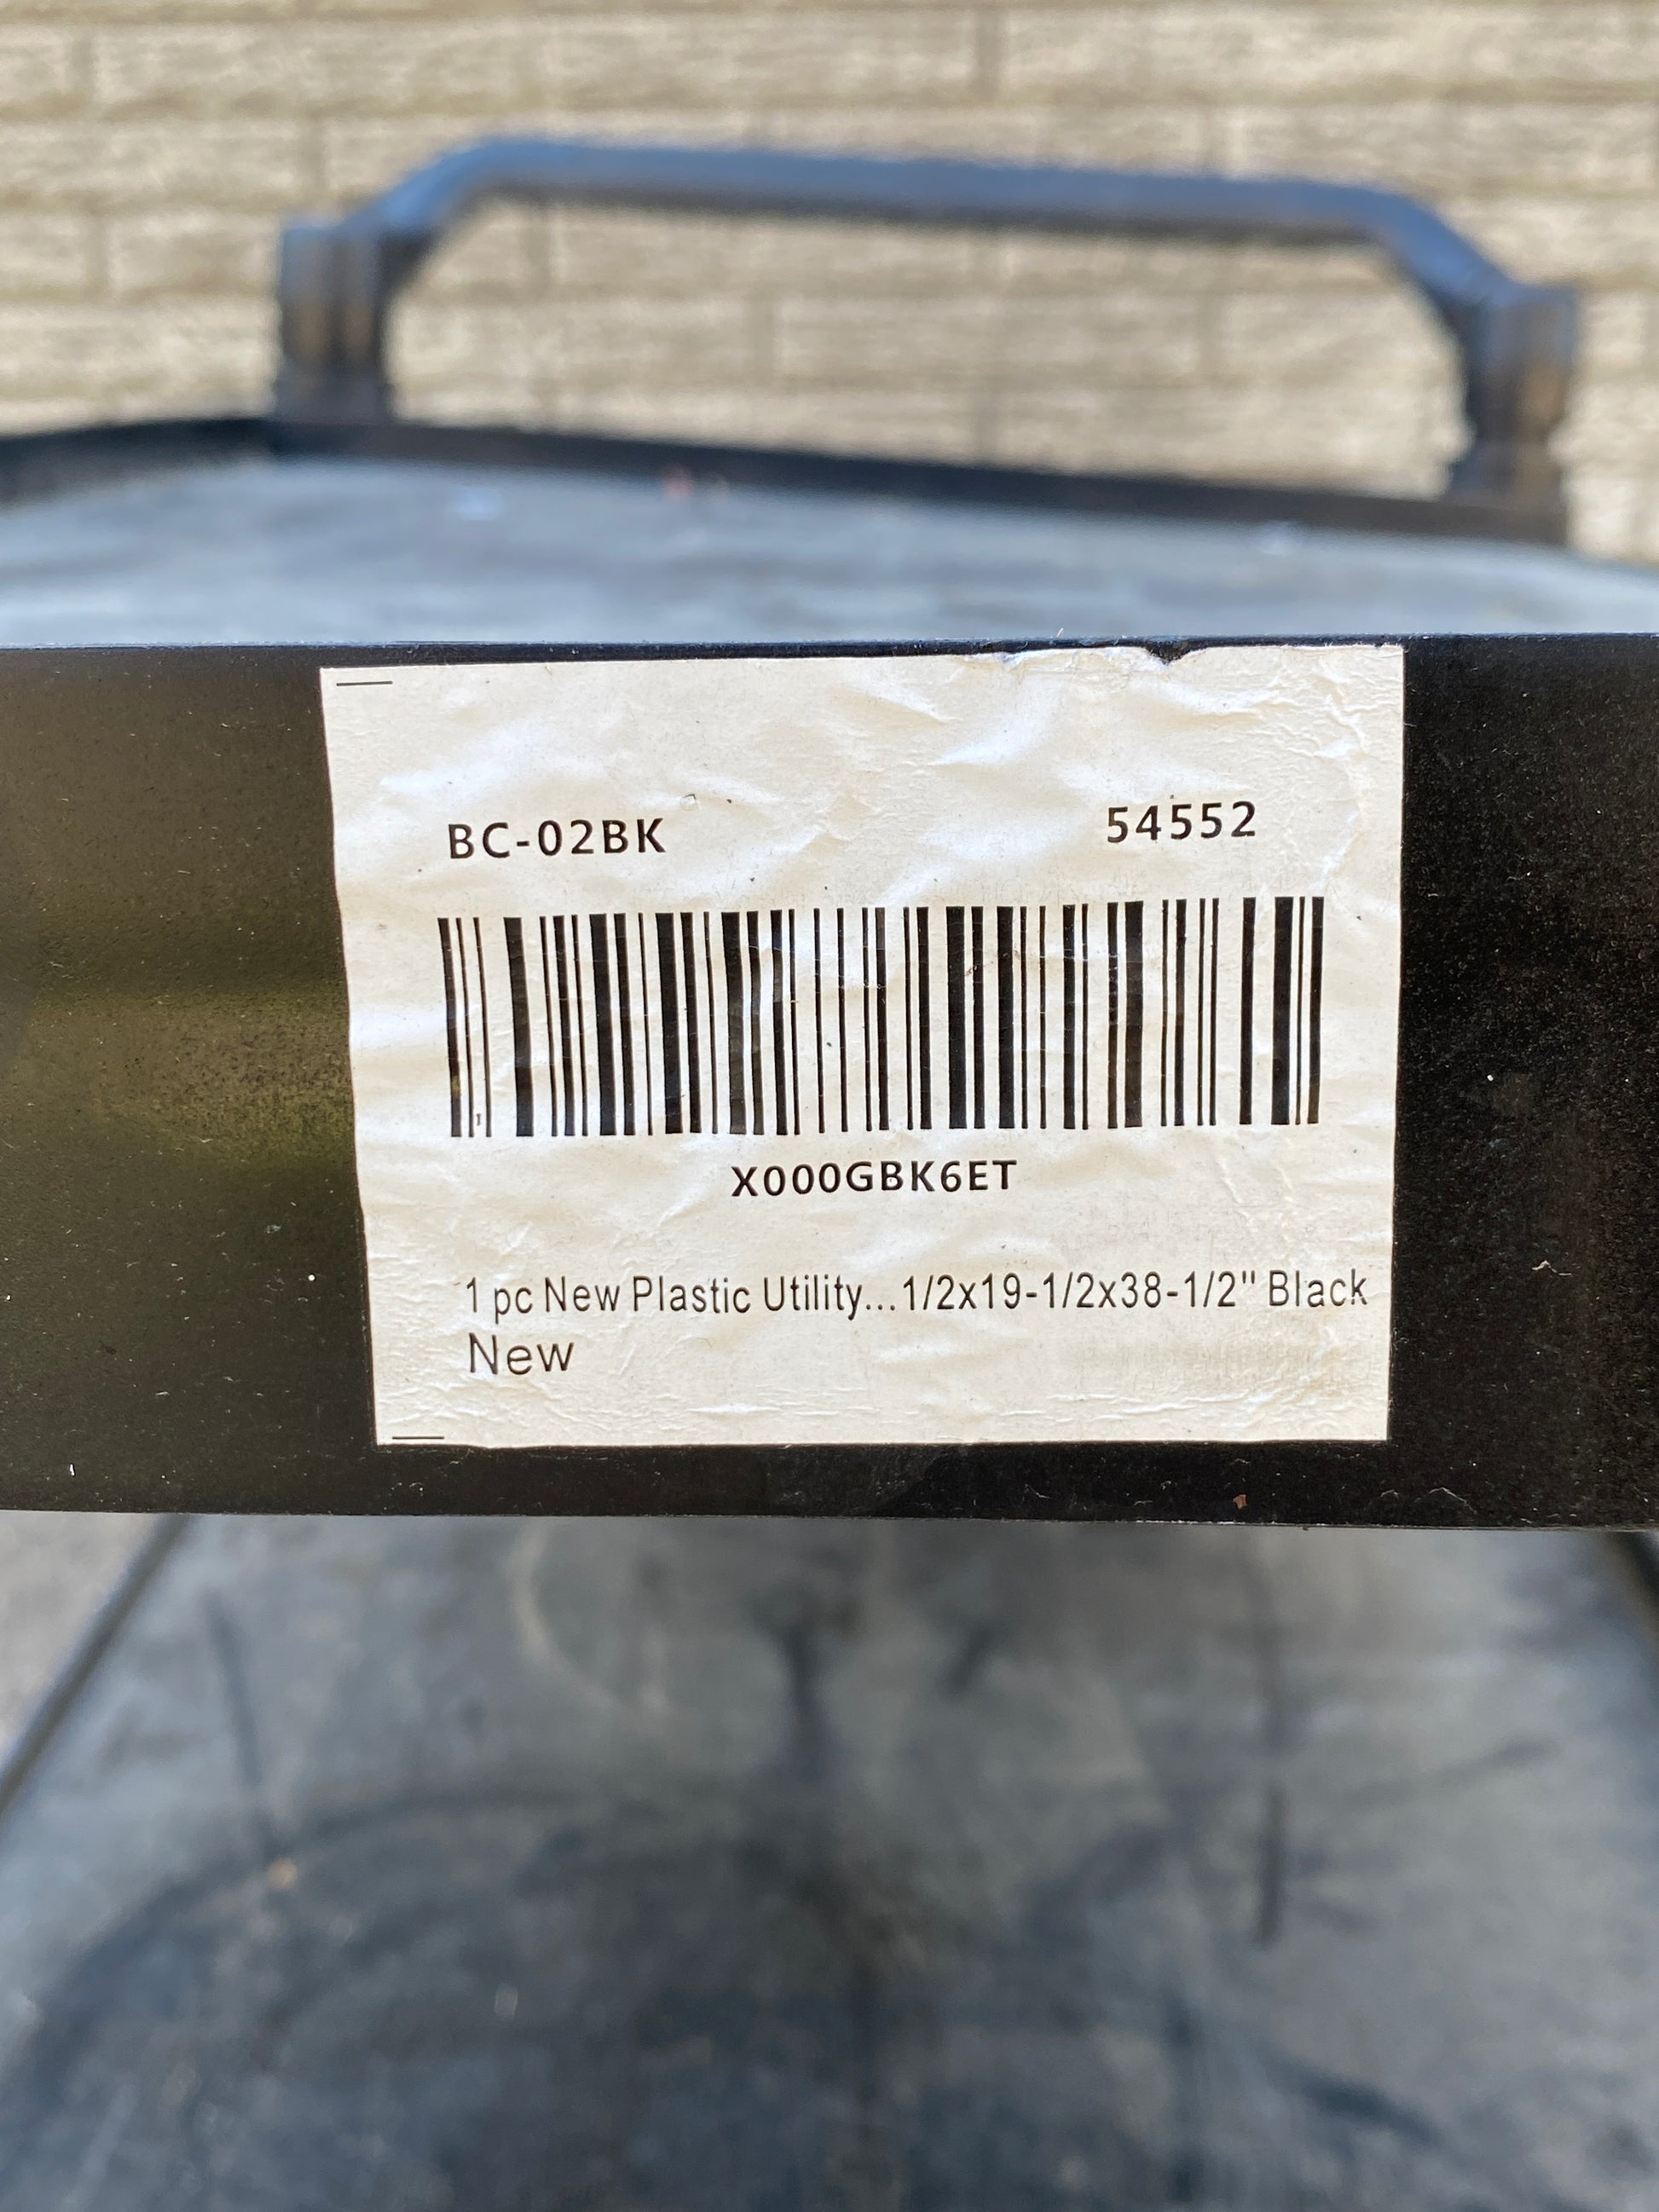 BC-02BK 54552
X000GBK6ET
1 pc New Plastic Utility...1/2x19-1/2x38-1/2" Black
New